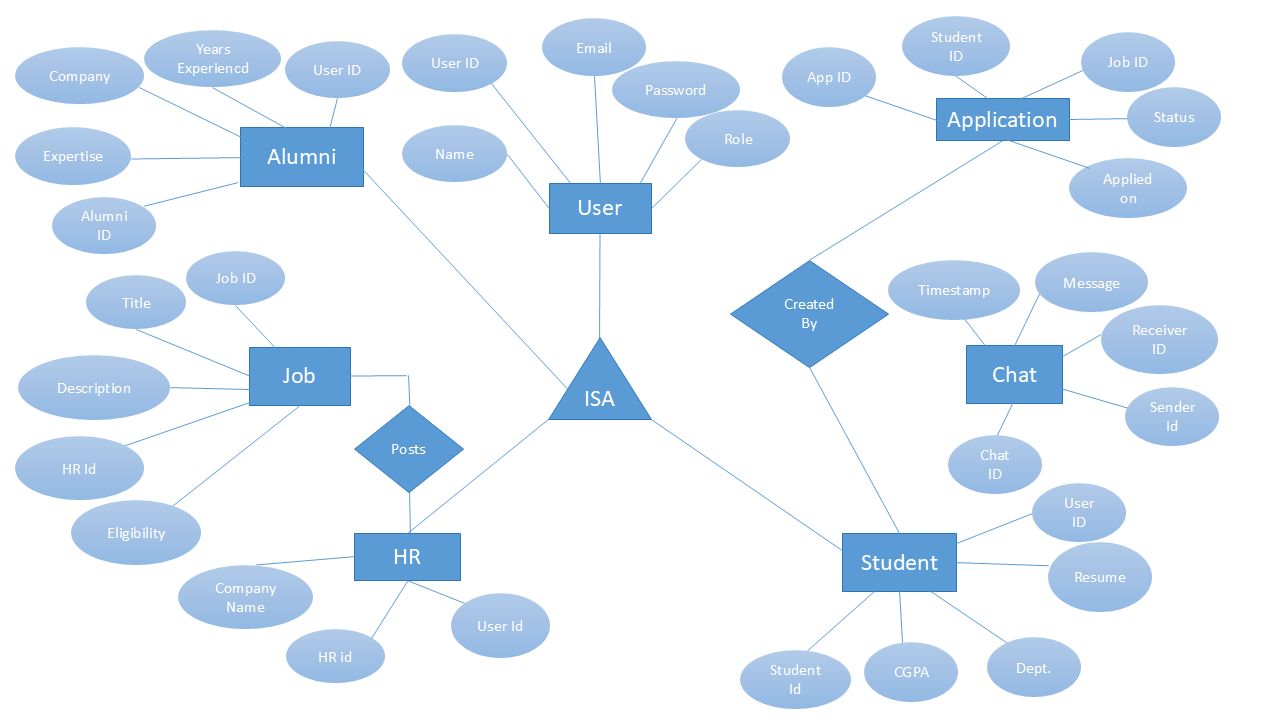 Company
Years
Experiencd
User ID
Expertise
Alumni
ID
Alumni
User ID
Email
Password
Role
Name
User
App ID
Student
ID
Job ID
Status
Applied
on
Application
Title
Job ID
Description
HR Id
Eligibility
Job
Posts
ISA
Created
By
Timestamp
Message
Receiver
ID
Sender
Id
Chat
ID
Chat
HR
Company
Name
HR id
User Id
Student
User
ID
Resume
Student
Id
CGPA
Dept.